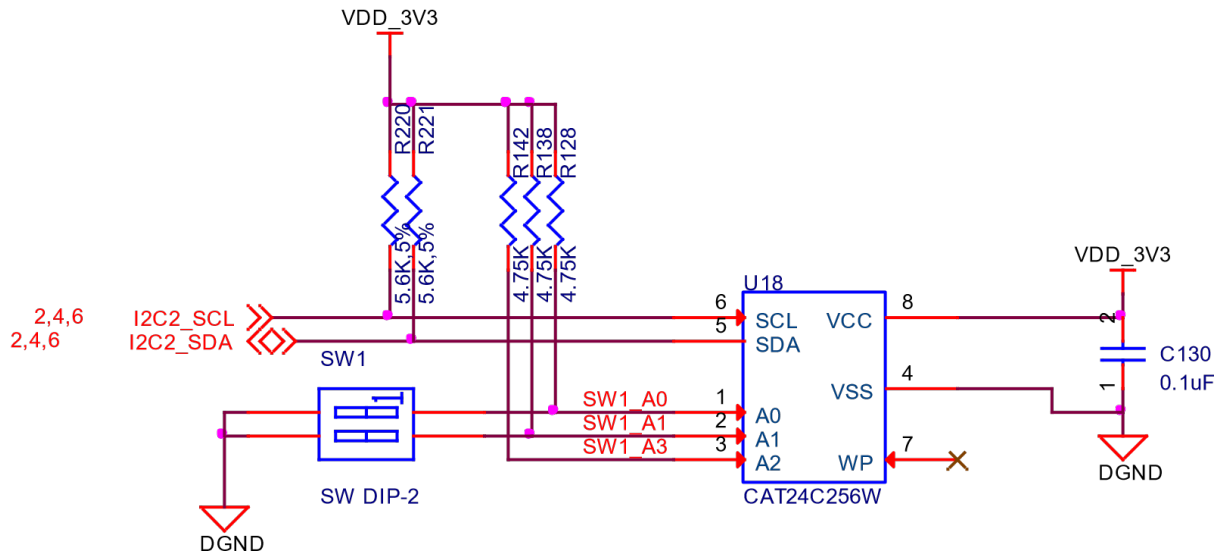 VDD_3V3
R220
R221
R142
R138
R128
5.6K,5%
5.6K,5%
4.75K
4.75K
4.75K
VDD_3V3
U18
2,4,6 I2C2_SCL 6 SCL VCC 8
2
2,4,6 I2C2_SDA 5 SDA
C130
0.1uF
SW1
VSS 4
1
1
SW1_A0 1 A0
SW1_A1 2 A1
SW1_A3 3 A2 WP 7
DGND
SW DIP-2
CAT24C256W
DGND